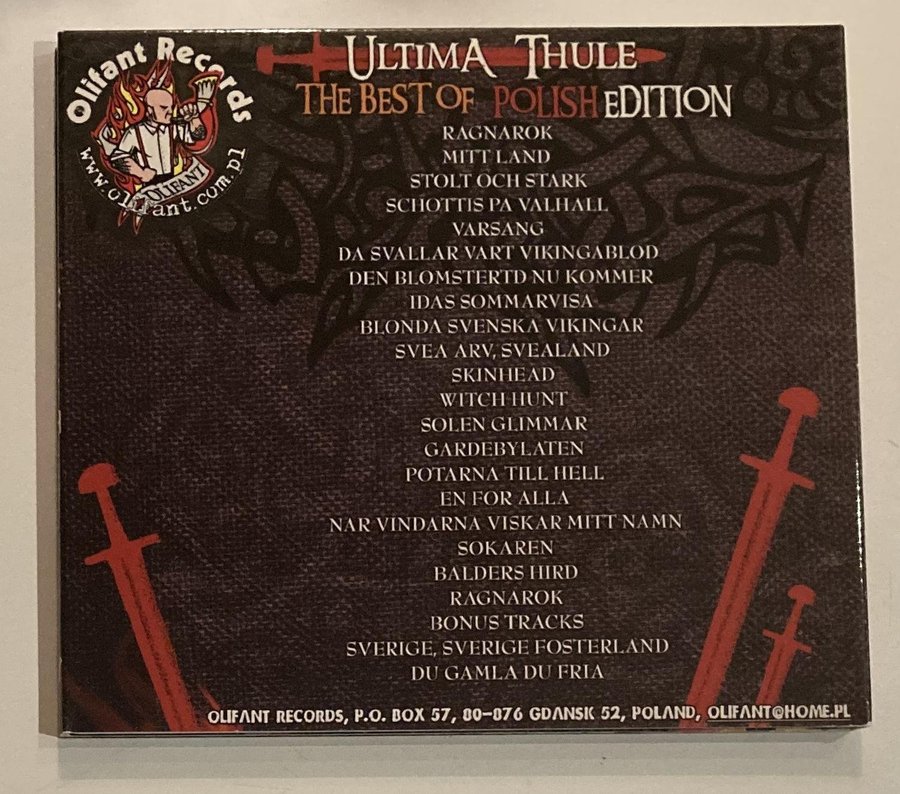 Olifant Records
OLIFANT
www.olifant.com.pl
ULTIMA THULE
THE BEST OF POLISH EDITION
RAGNAROK
MITT LAND
STOLT OCH STARK
SCHOTTIS PA VALHALL
VARSANG
DA SVALLAR VART VIKINGABLOD
DEN BLOMSTERTD NU KOMMER
IDAS SOMMARVISA
BLONDA SVENSKA VIKINGAR
SVEA ARV, SVEALAND
SKINHEAD
WITCH HUNT
SOLEN GLIMMAR
GARDEBYLATEN
POTARNA TILL HELL
EN FOR ALLA
NAR VINDARNA VISKAR MITT NAMN
SOKAREN
BALDERS HIRD
RAGNAROK
BONUS TRACKS
SVERIGE, SVERIGE FOSTERLAND
DU GAMLA DU FRIA
OLIFANT RECORDS, P.O. BOX 57, 80-876 GDANSK 52, POLAND, OLIFANT@HOME.PL